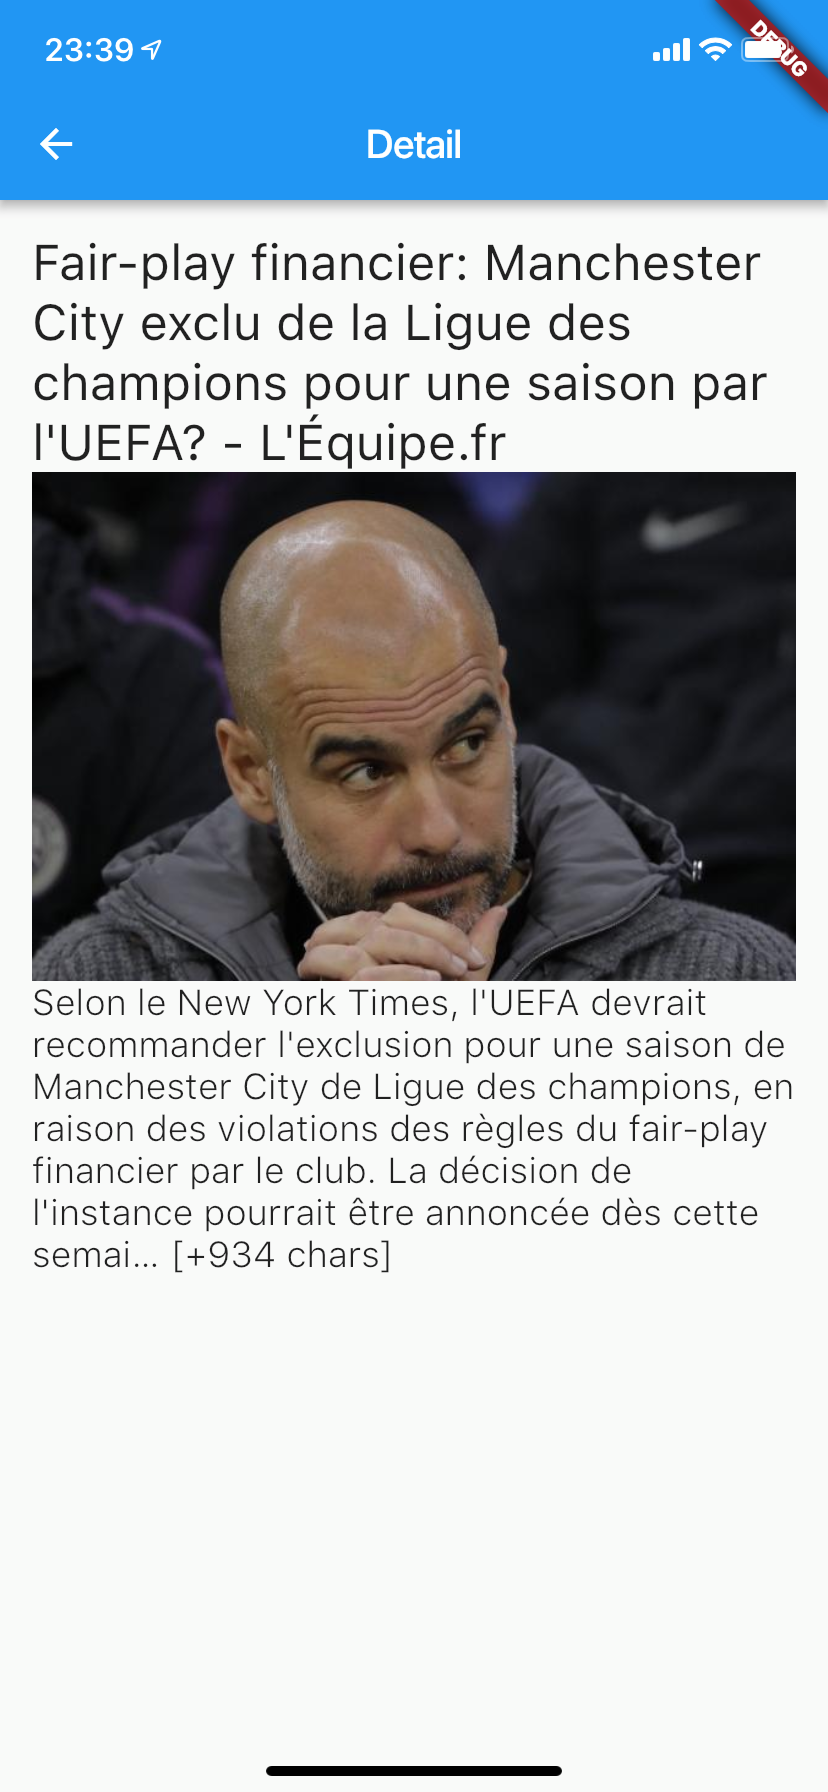 23:39
DEBUG
Detail
Fair-play financier: Manchester
City exclu de la Ligue des
champions pour une saison par
l'UEFA? - L'Équipe.fr
Selon le New York Times, l'UEFA devrait
recommander l'exclusion pour une saison de
Manchester City de Ligue des champions, en
raison des violations des règles du fair-play
financier par le club. La décision de
l'instance pourrait être annoncée dès cette
semai… [+934 chars]